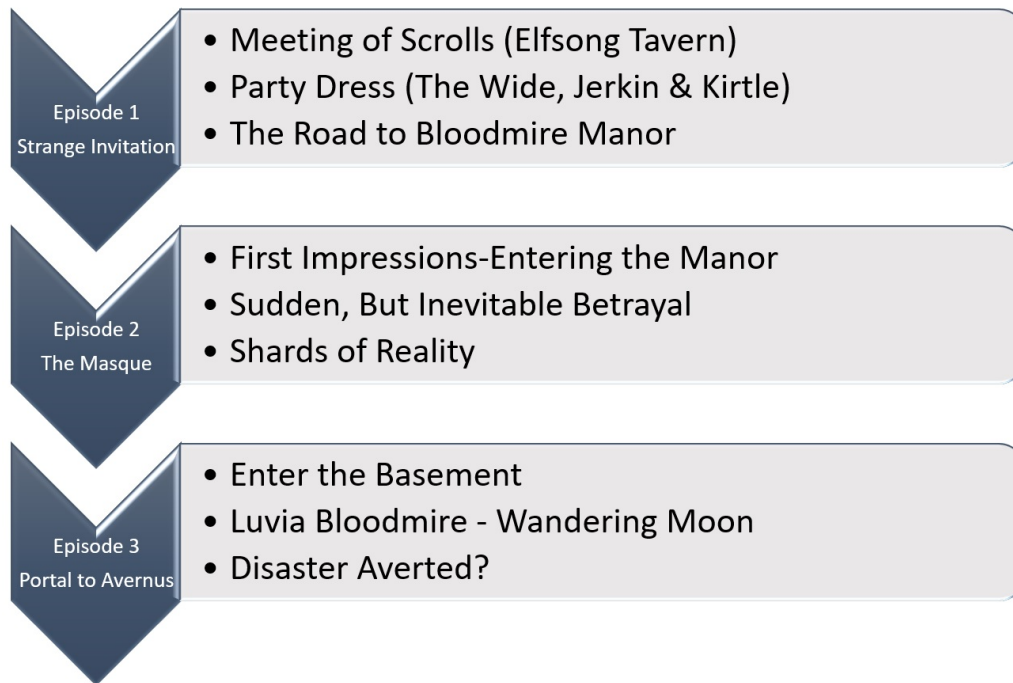 Episode 1
Strange Invitation
• Meeting of Scrolls (Elfsong Tavern)
• Party Dress (The Wide, Jerkin & Kirtle)
• The Road to Bloodmire Manor
Episode 2
The Masque
• First Impressions-Entering the Manor
• Sudden, But Inevitable Betrayal
• Shards of Reality
Episode 3
Portal to Avernus
• Enter the Basement
• Luvia Bloodmire - Wandering Moon
• Disaster Averted?